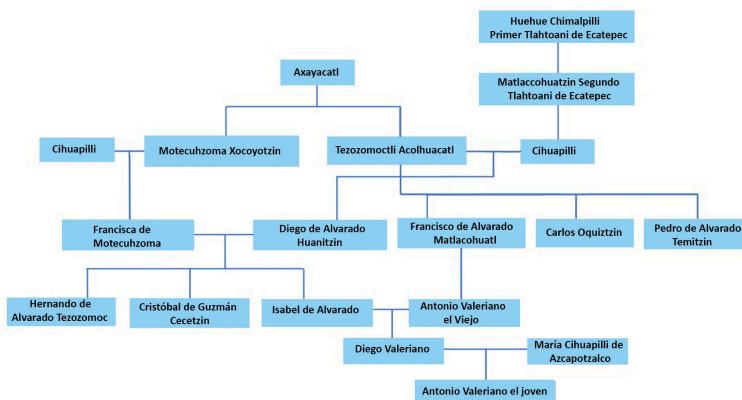 Huehue Chimalpilli
Primer Tlahtoani de Ecatepec
Axayacatl
Matlaccohuatzin Segundo
Tlahtoani de Ecatepec
Cihuapilli
Motecuhzoma Xocoyotzin
Tezozomoctli Acolhuacatl
Cihuapilli
Francisca de
Motecuhzoma
Diego de Alvarado
Huanitzin
Francisco de Alvarado
Matlacohuatl
Carlos Oquiztzin
Pedro de Alvarado
Temitzin
Hernando de
Alvarado Tezozomoc
Cristóbal de Guzmán
Cecetzin
Isabel de Alvarado
Antonio Valeriano
el Viejo
Diego Valeriano
María Cihuapilli de
Azcapotzalco
Antonio Valeriano el joven